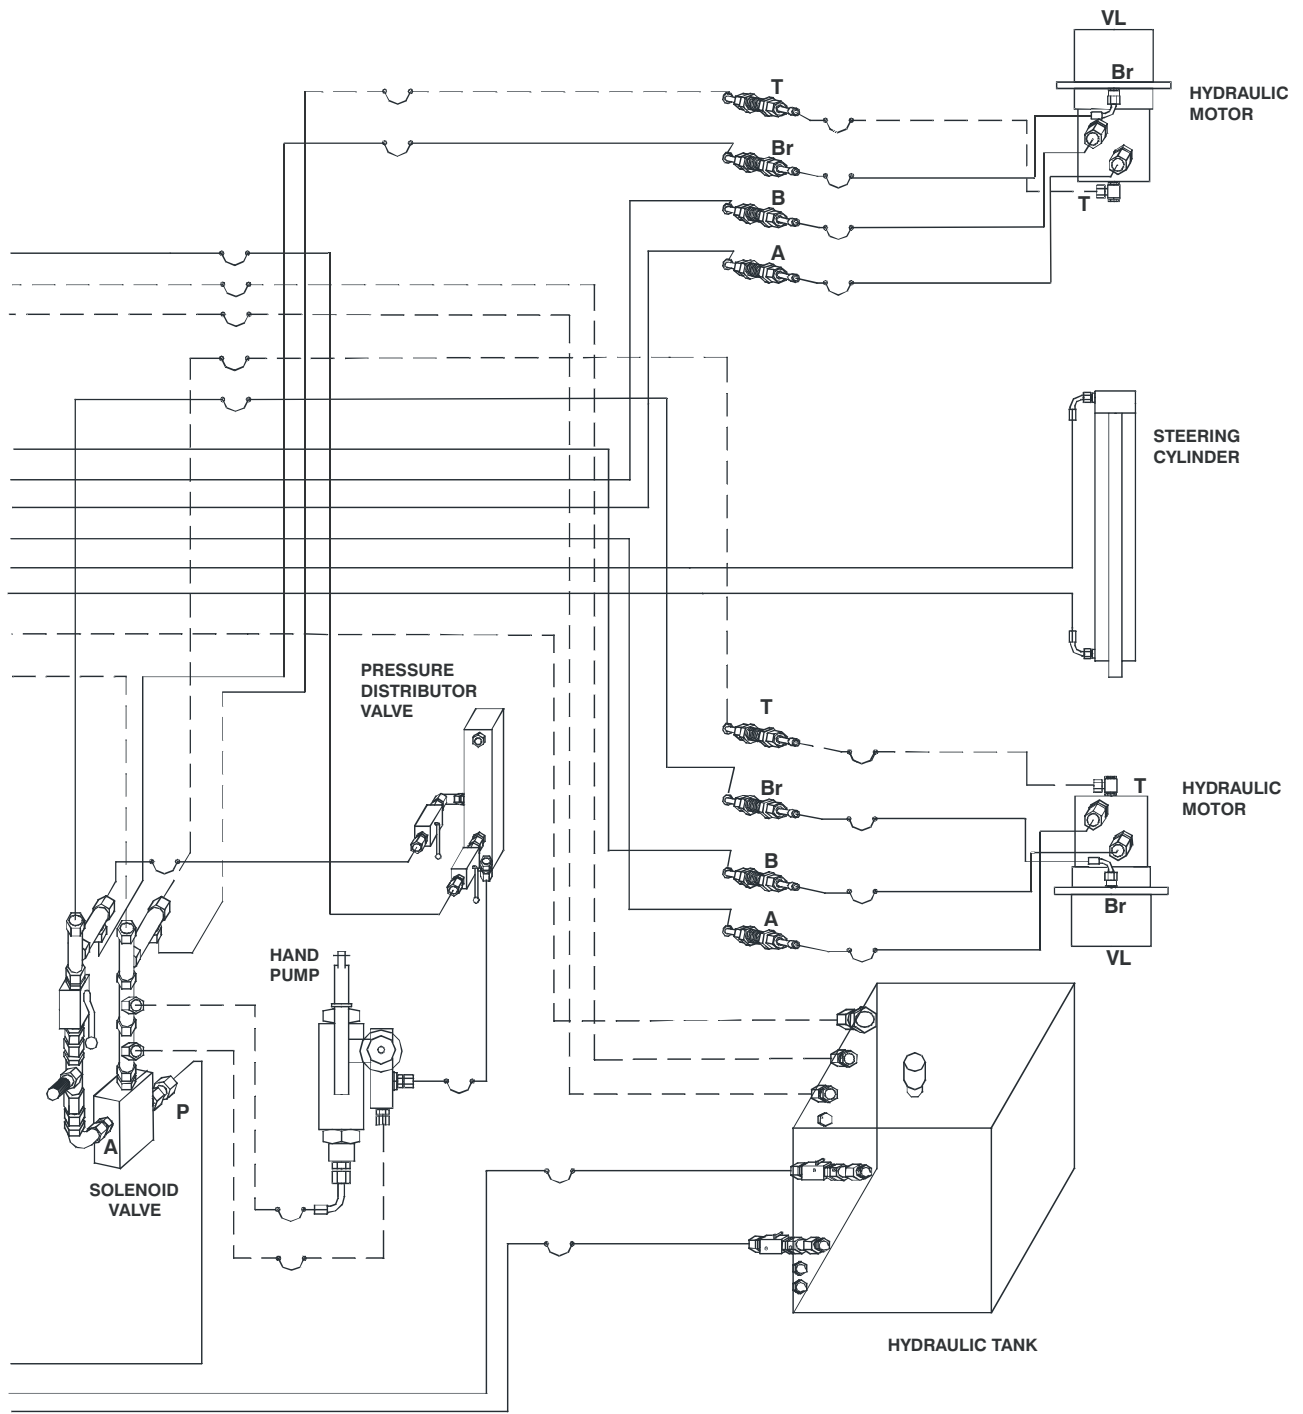 VL
Br
HYDRAULIC
MOTOR
T
T
Br
B
A
STEERING
CYLINDER
PRESSURE
DISTRIBUTOR
VALVE
T
Br
B
A
T
HYDRAULIC
MOTOR
Br
VL
HAND
PUMP
P
A
SOLENOID
VALVE
HYDRAULIC TANK